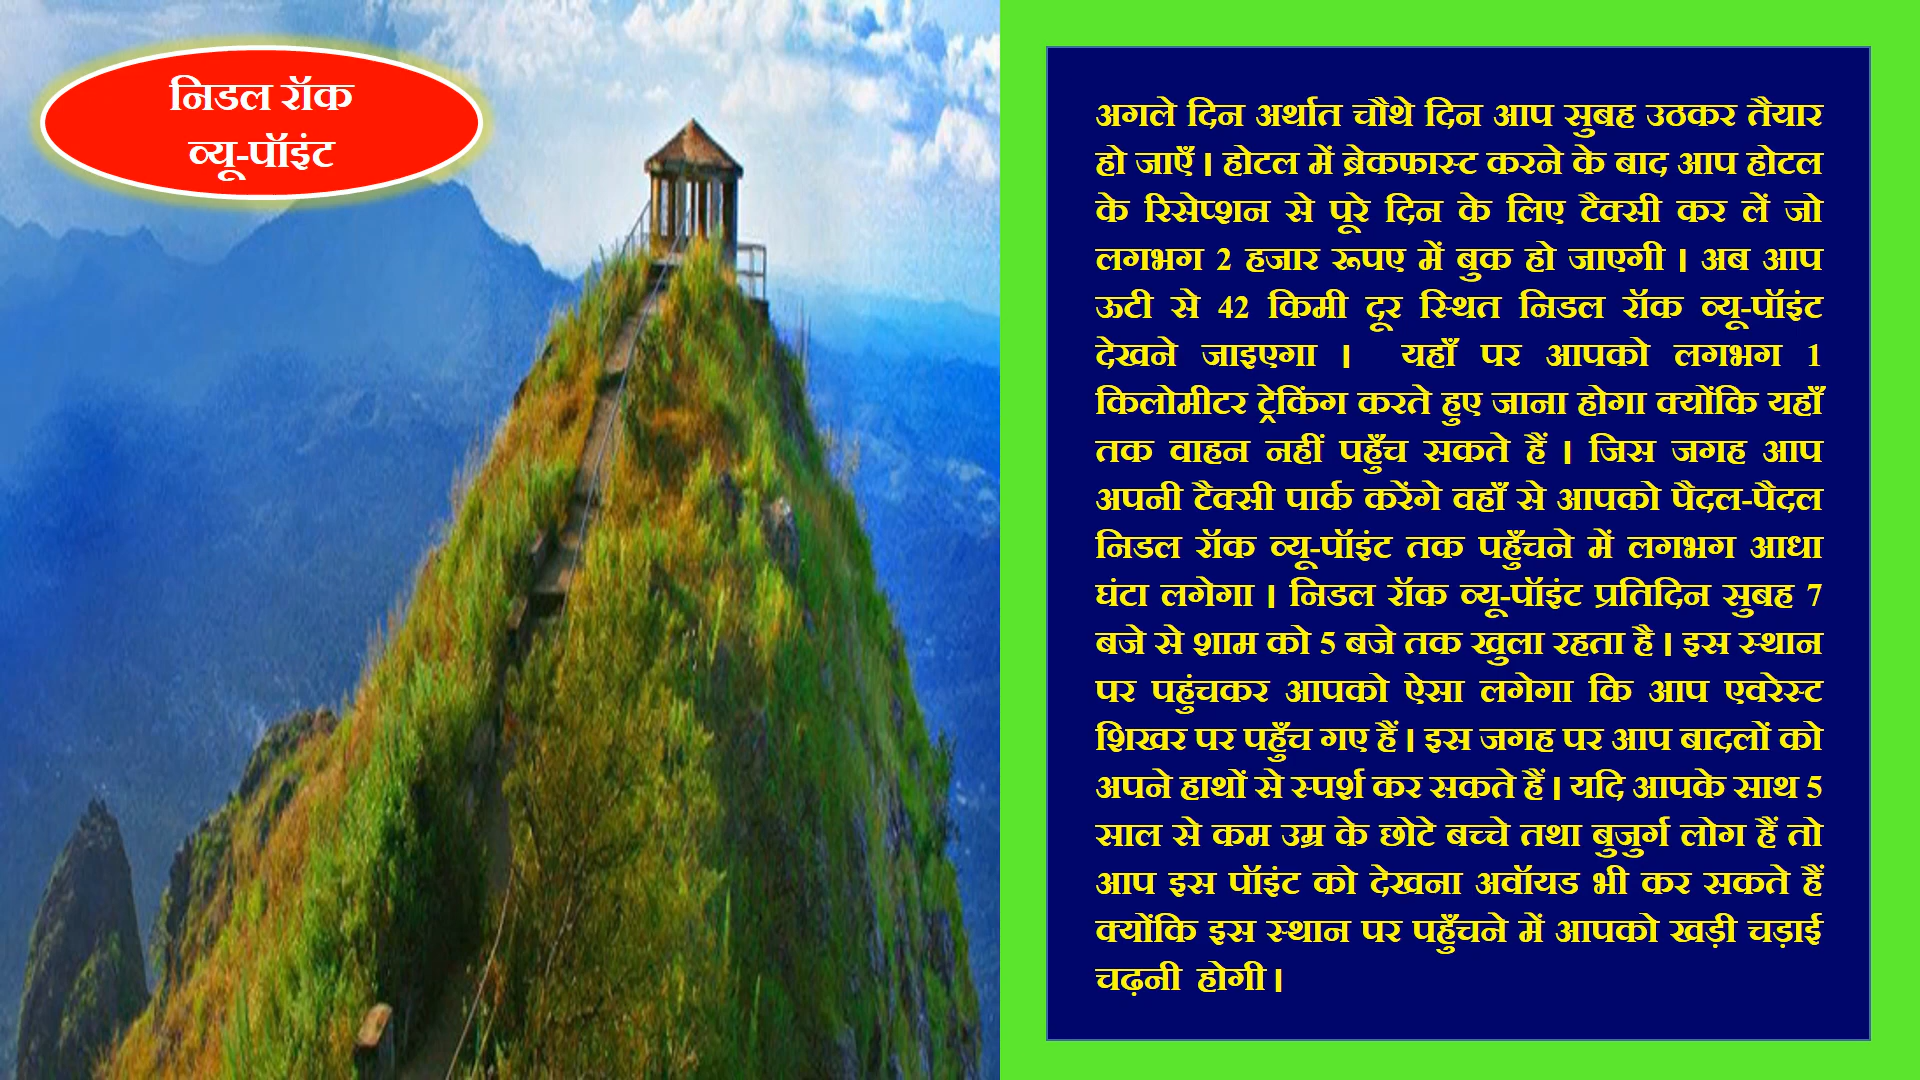 निडल रॉक
व्यू-पॉइंट
अगले दिन अर्थात चौथे दिन आप सुबह उठकर तैयार
हो जाएँ । होटल में ब्रेकफास्ट करने के बाद आप होटल
के रिसेप्शन से पूरे दिन के लिए टैक्सी कर लें जो
लगभग 2 हजार रूपए में बुक हो जाएगी । अब आप
ऊटी से 42 किमी दूर स्थित निडल रॉक व्यू-पॉइंट
देखने जाइएगा । यहाँ पर आपको लगभग 1
किलोमीटर ट्रेकिंग करते हुए जाना होगा क्योंकि यहाँ
तक वाहन नहीं पहुँच सकते हैं । जिस जगह आप
अपनी टैक्सी पार्क करेंगे वहाँ से आपको पैदल-पैदल
निडल रॉक व्यू-पॉइंट तक पहुँचने में लगभग आधा
घंटा लगेगा । निडल रॉक व्यू-पॉइंट प्रतिदिन सुबह 7
बजे से शाम को 5 बजे तक खुला रहता है । इस स्थान
पर पहुंचकर आपको ऐसा लगेगा कि आप एवरेस्ट
शिखर पर पहुँच गए हैं । इस जगह पर आप बादलों को
अपने हाथों से स्पर्श कर सकते हैं । यदि आपके साथ 5
साल से कम उम्र के छोटे बच्चे तथा बुजुर्ग लोग हैं तो
आप इस पॉइंट को देखना अवॉयड भी कर सकते हैं
क्योंकि इस स्थान पर पहुँचने में आपको खड़ी चड़ाई
चढ़नी होगी ।